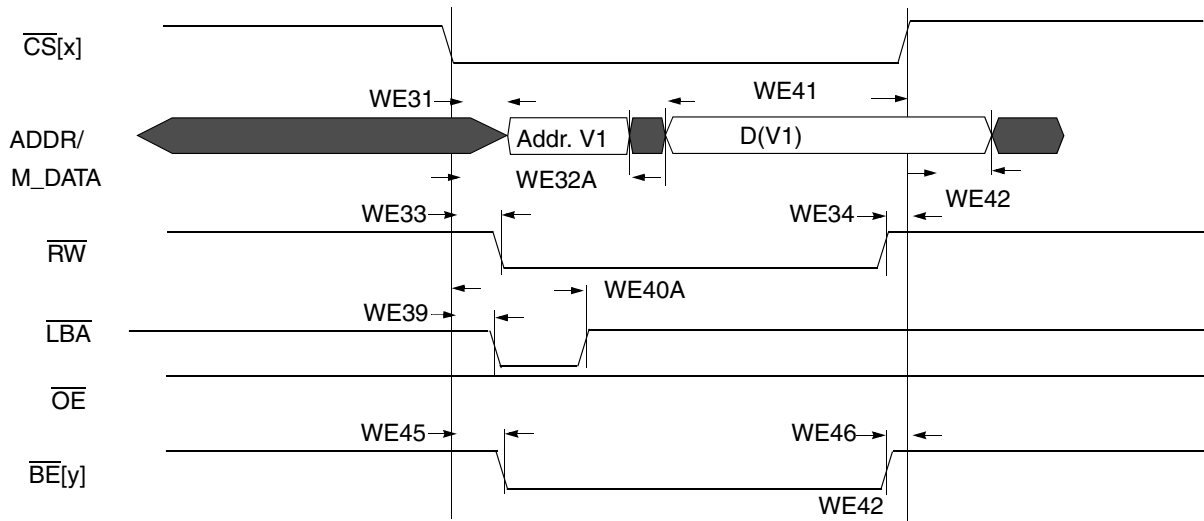 CS[x]
WE31
WE41
ADDR/
Addr. V1
D(V1)
M_DATA
WE32A
WE42
WE33
WE34
RW
WE40A
WE39
LBA
OE
WE45
WE46
BE[y]
WE42